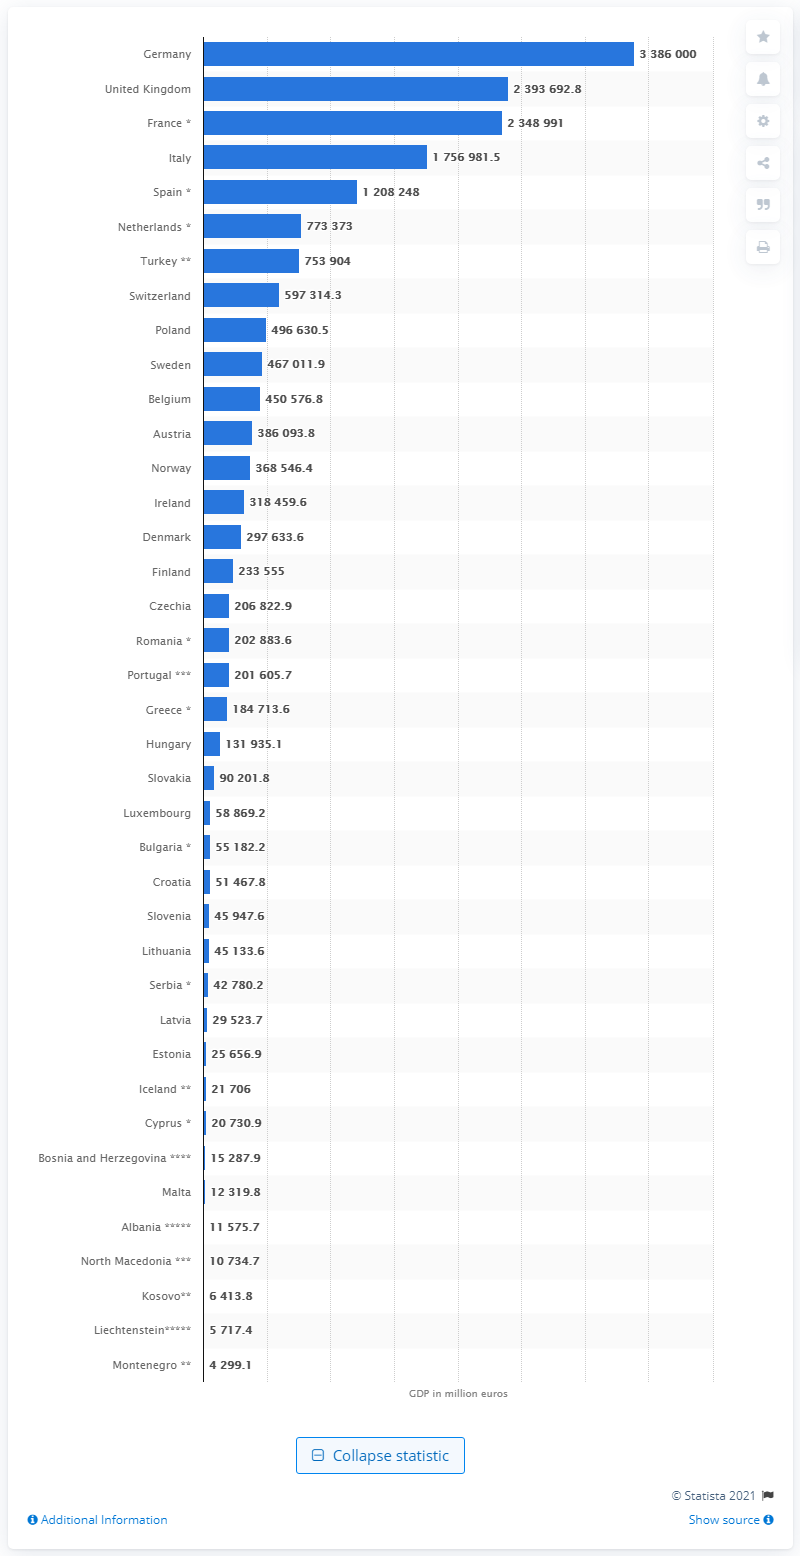 Germany 3 386 000
United Kingdom 2 393 692.8
France * 2 348 991
Italy 1 756 981.5
Spain * 1 208 248
Netherlands * 773 373
Turkey ** 753 904
Switzerland 597 314.3
Poland 496 630.5
Sweden 467 011.9
Belgium 450 576.8
Austria 386 093.8
Norway 368 546.4
Ireland 318 459.6
Denmark 297 633.6
Finland 233 555
Czechia 206 822.9
Romania * 202 883.6
Portugal *** 201 605.7
Greece * 184 713.6
Hungary 131 935.1
Slovakia 90 201.8
Luxembourg 58 869.2
Bulgaria * 55 182.2
Croatia 51 467.8
Slovenia 45 947.6
Lithuania 45 133.6
Serbia * 42 780.2
Latvia 29 523.7
Estonia 25 656.9
Iceland ** 21 706
Cyprus * 20 730.9
Bosnia and Herzegovina **** 15 287.9
Malta 12 319.8
Albania ***** 11 575.7
North Macedonia *** 10 734.7
Kosovo** 6 413.8
Liechtenstein***** 5 717.4
Montenegro ** 4 299.1
GDP in million euros
Collapse statistic
© Statista 2021
Additional Information Show source